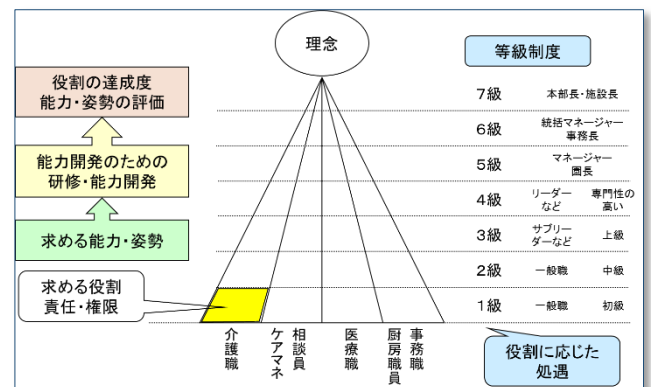 理念
等級制度
役割の達成度
能力・姿勢の評価
能力開発のための
研修・能力開発
求める能力・姿勢
求める役割
責任・権限
7級 本部長・施設長
6級 統括マネージャー
事務長
5級 マネージャー
園長
4級 リーダー
など 専門性の
高い
3級 サブリー
ダーなど 上級
2級 一般職 中級
1級 一般職 初級
介護職
ケアマネ
相談員
医療職
厨房職員
事務職
役割に応じた
処遇